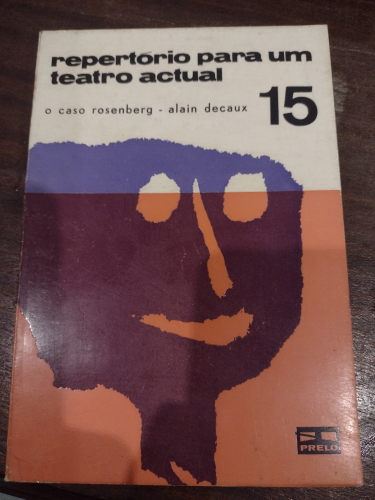 repertório para um
teatro actual
o caso rosenberg - alain decaux
15
PRELO